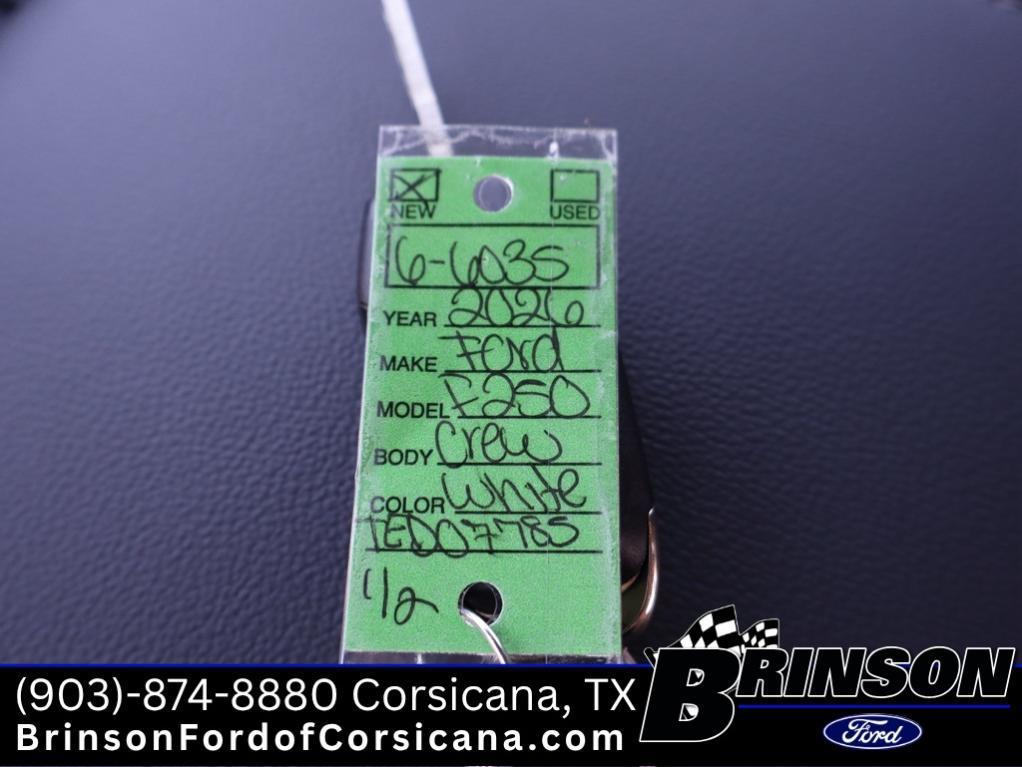 NEW USED
6-6035
YEAR 2026
MAKE Ford
MODEL F250
BODY Crew
COLOR White
TED07785
1/2
(903)-874-8880 Corsicana, TX
BrinsonFordofCorsicana.com
BRINSON
Ford